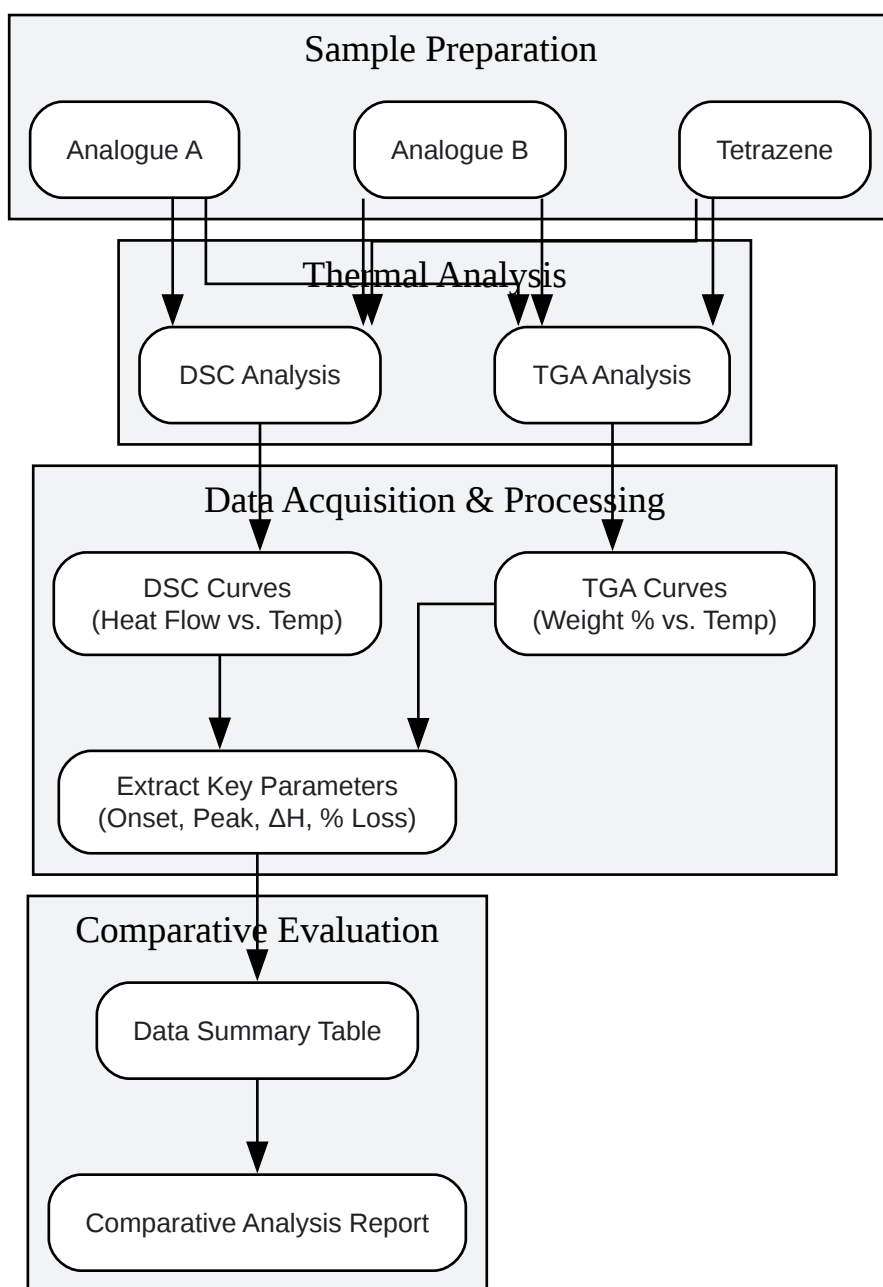 Sample Preparation
Analogue A
Analogue B
Tetrazene
Thermal Analysis
DSC Analysis
TGA Analysis
Data Acquisition & Processing
DSC Curves
(Heat Flow vs. Temp)
TGA Curves
(Weight % vs. Temp)
Extract Key Parameters
(Onset, Peak, ΔH, % Loss)
Comparative Evaluation
Data Summary Table
Comparative Analysis Report